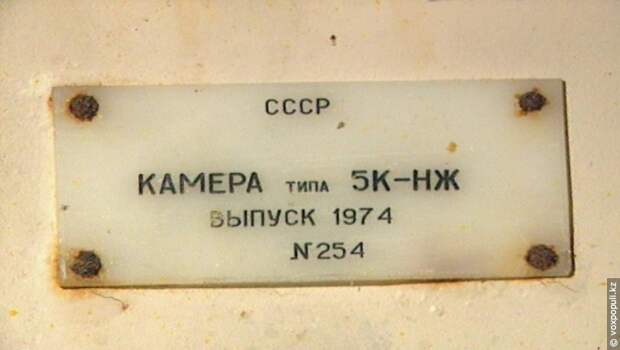 СССР
КАМЕРА типа 5К-НЖ
ВЫПУСК 1974
№254
© voxpopuli.kz